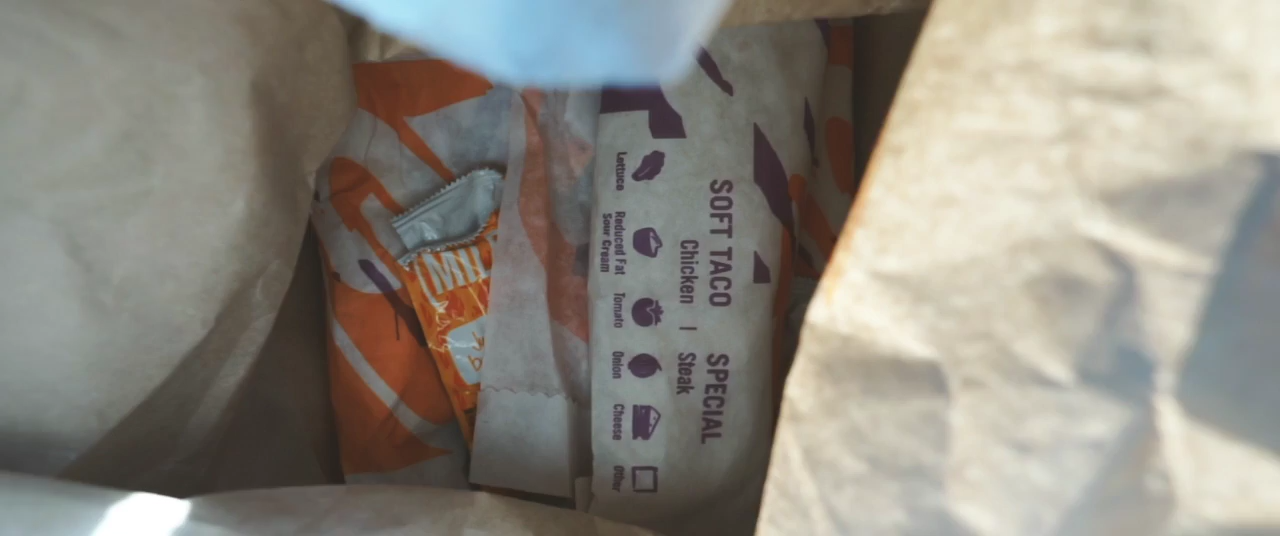 SOFT TACO
SPECIAL
Chicken | Steak
Lettuce
Reduced Fat
Sour Cream
Tomato
Onion
Cheese
Other